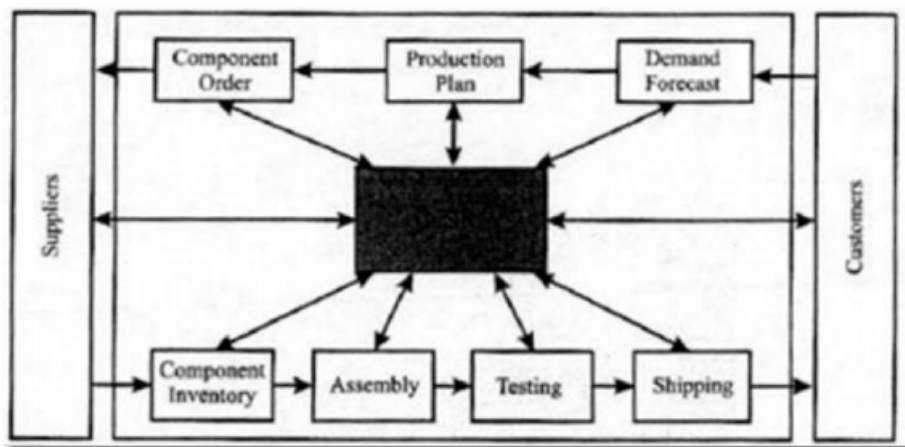 Suppliers
Component
Order
Production
Plan
Demand
Forecast
Customers
Component
Inventory
Assembly
Testing
Shipping